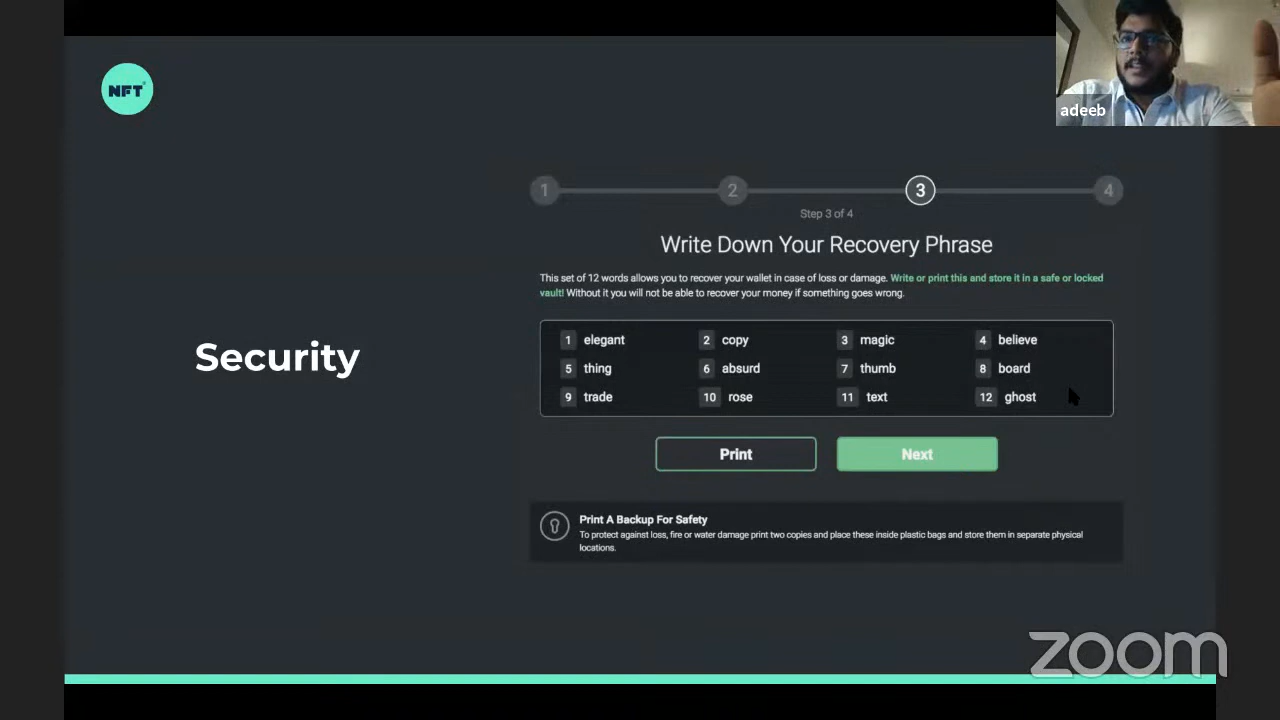 NFT
adeeb
1 2 3 4
Step 3 of 4
Write Down Your Recovery Phrase
This set of 12 words allows you to recover your wallet in case of loss or damage. Write or print this and store it in a safe or locked
vault! Without it you will not be able to recover your money if something goes wrong.
Security
1 elegant 2 copy 3 magic 4 believe
5 thing 6 absurd 7 thumb 8 board
9 trade 10 rose 11 text 12 ghost
Print Next
Print A Backup For Safety
To protect against loss, fire or water damage print two copies and place these inside plastic bags and store them in separate physical
locations.
zoom